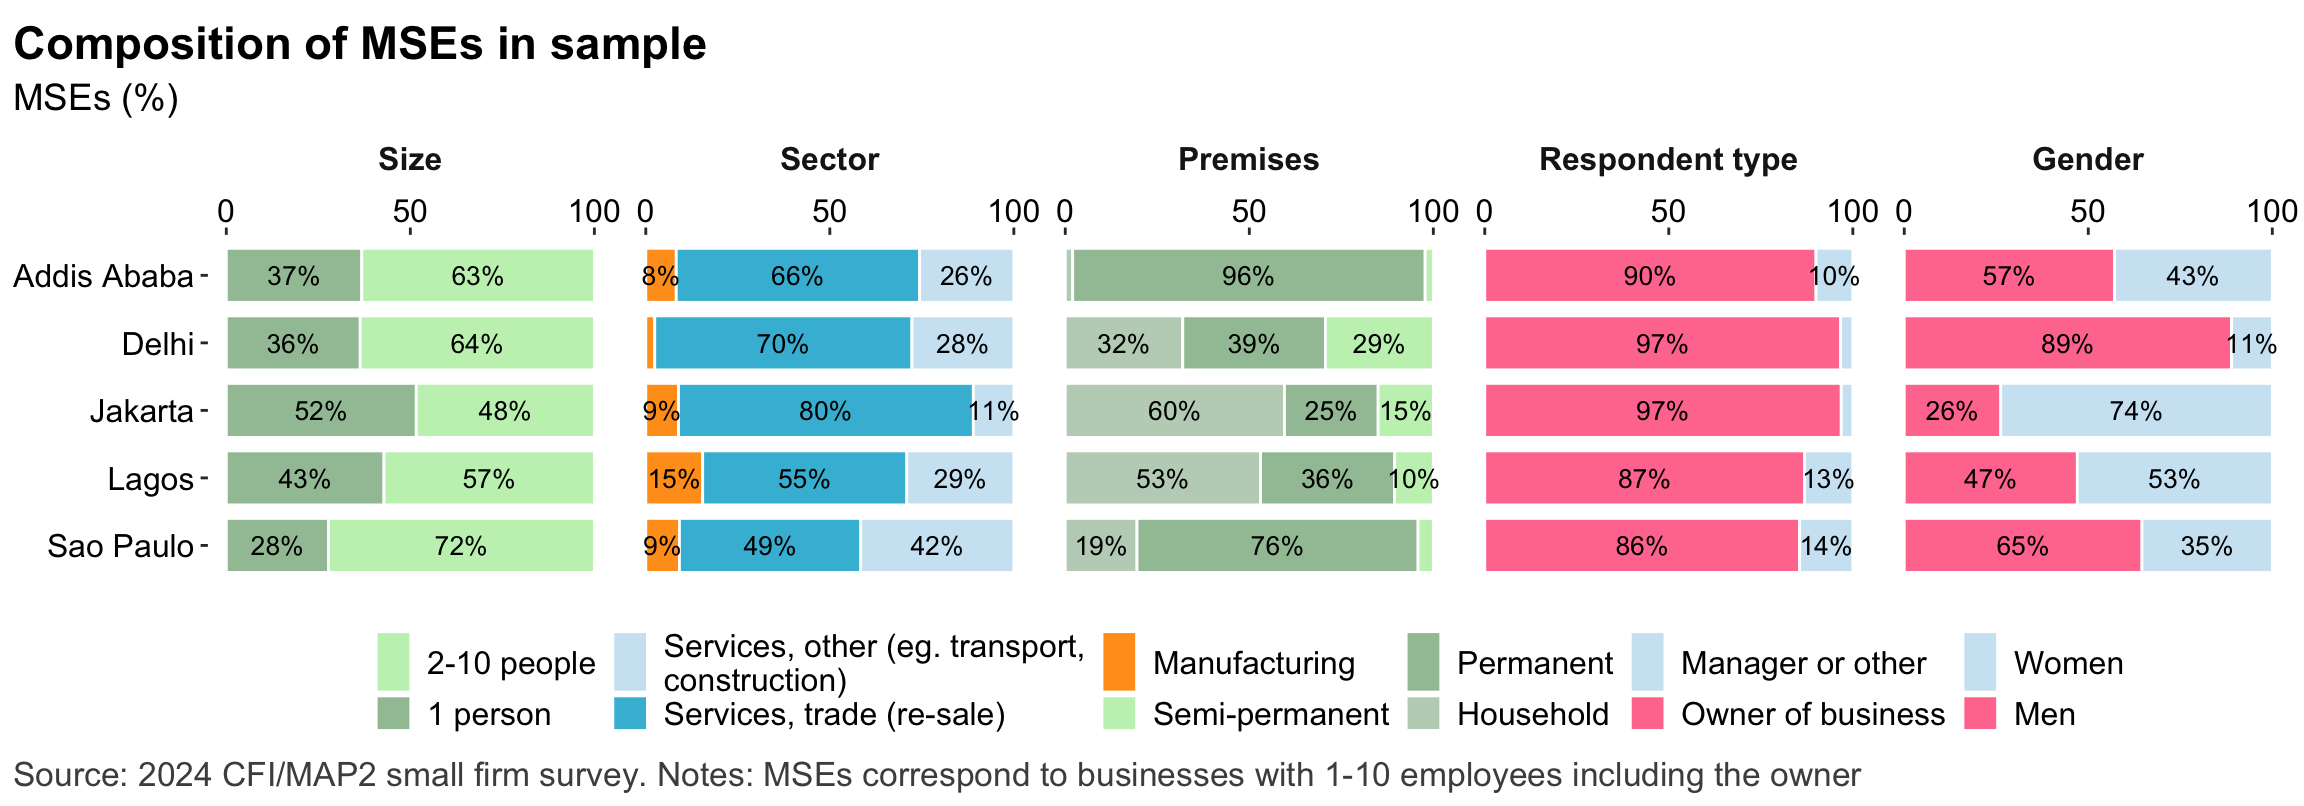 Composition of MSEs in sample
MSEs (%)
Size Sector Premises Respondent type Gender
0 50 100 0 50 100 0 50 100 0 50 100 0 50 100
Addis Ababa 37% 63% 8% 66% 26% 96% 90% 10% 57% 43%
Delhi 36% 64% 70% 28% 32% 39% 29% 97% 89% 11%
Jakarta 52% 48% 9% 80% 11% 60% 25% 15% 97% 26% 74%
Lagos 43% 57% 15% 55% 29% 53% 36% 10% 87% 13% 47% 53%
Sao Paulo 28% 72% 9% 49% 42% 19% 76% 86% 14% 65% 35%
2-10 people Services, other (eg. transport, construction) Manufacturing Permanent Manager or other Women
1 person Services, trade (re-sale) Semi-permanent Household Owner of business Men
Source: 2024 CFI/MAP2 small firm survey. Notes: MSEs correspond to businesses with 1-10 employees including the owner